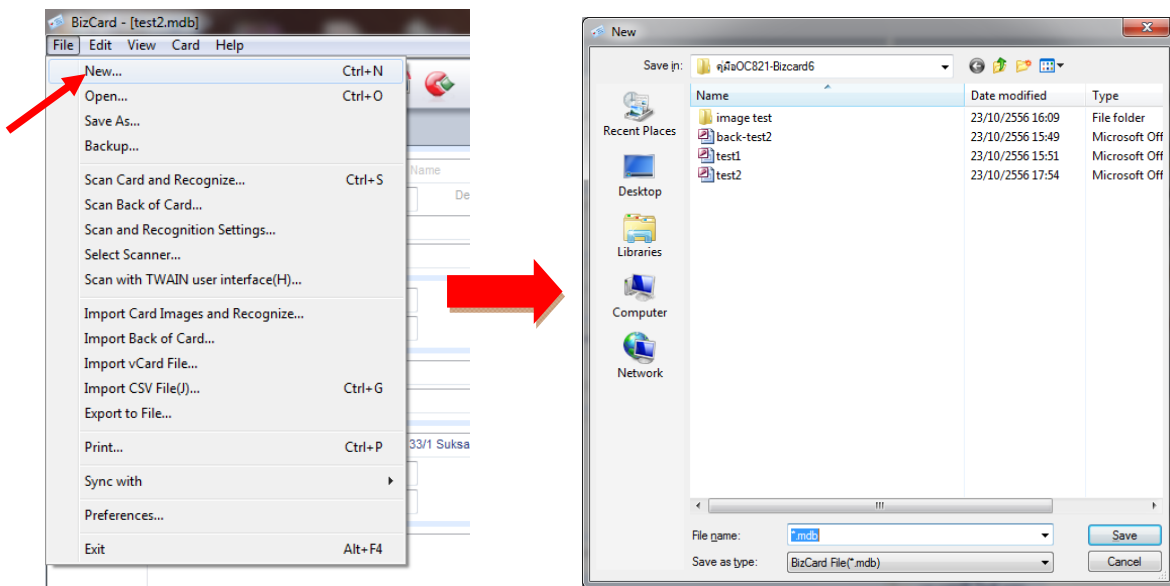 BizCard - [test2.mdb]
File Edit View Card Help
New... Ctrl+N
Open... Ctrl+O
Save As...
Backup...
Scan Card and Recognize... Ctrl+S
Scan Back of Card...
Scan and Recognition Settings...
Select Scanner...
Scan with TWAIN user interface(H)...
Import Card Images and Recognize...
Import Back of Card...
Import vCard File...
Import CSV File(J)... Ctrl+G
Export to File...
Print... Ctrl+P
Sync with
Preferences...
Exit Alt+F4
Name
De
33/1 Suksa
New
Save in: คู่มือOC821-Bizcard6
Name Date modified Type
image test 23/10/2556 16:09 File folder
back-test2 23/10/2556 15:49 Microsoft Off
test1 23/10/2556 15:51 Microsoft Off
test2 23/10/2556 17:54 Microsoft Off
Recent Places
Desktop
Libraries
Computer
Network
File name: *.mdb Save
Save as type: BizCard File(*.mdb) Cancel